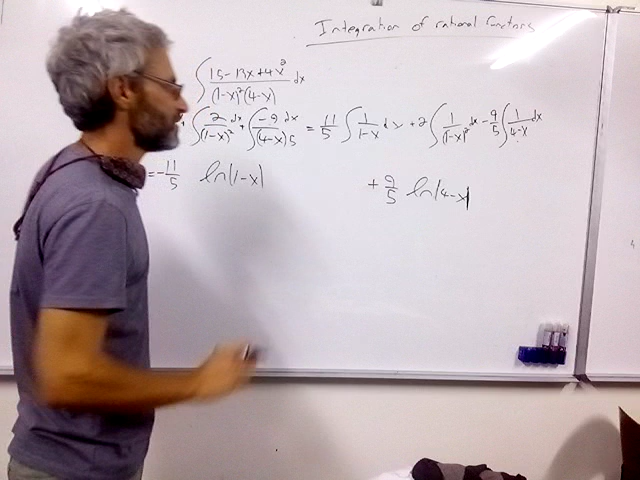 Integration of rational functions
∫ (15-13x+4x²)/((1-x)²(4-x)) dx
+ ∫ -2/(1-x)² dx + ∫ -9/((4-x)5) dx = 11/5 ∫ 1/(1-x) dx + 2 ∫ 1/(1-x)² dx - 9/5 ∫ 1/(4-x) dx
= -11/5 ln|1-x| + 9/5 ln|4-x|